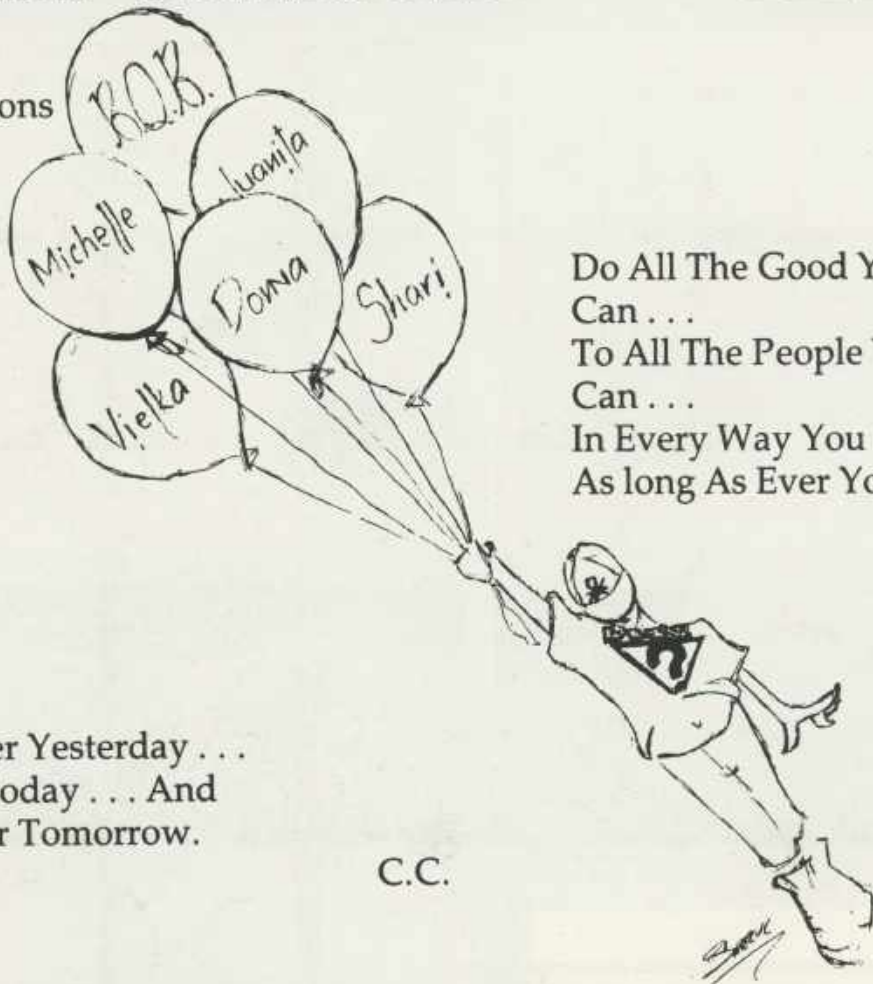 ons
B.Q.B.
Juanita
Michelle
Donna
Shari
Vielka
Do All The Good Y
Can . . .
To All The People
Can . . .
In Every Way You
As long As Ever Yo
?
er Yesterday . . .
oday . . . And
r Tomorrow.
C.C.